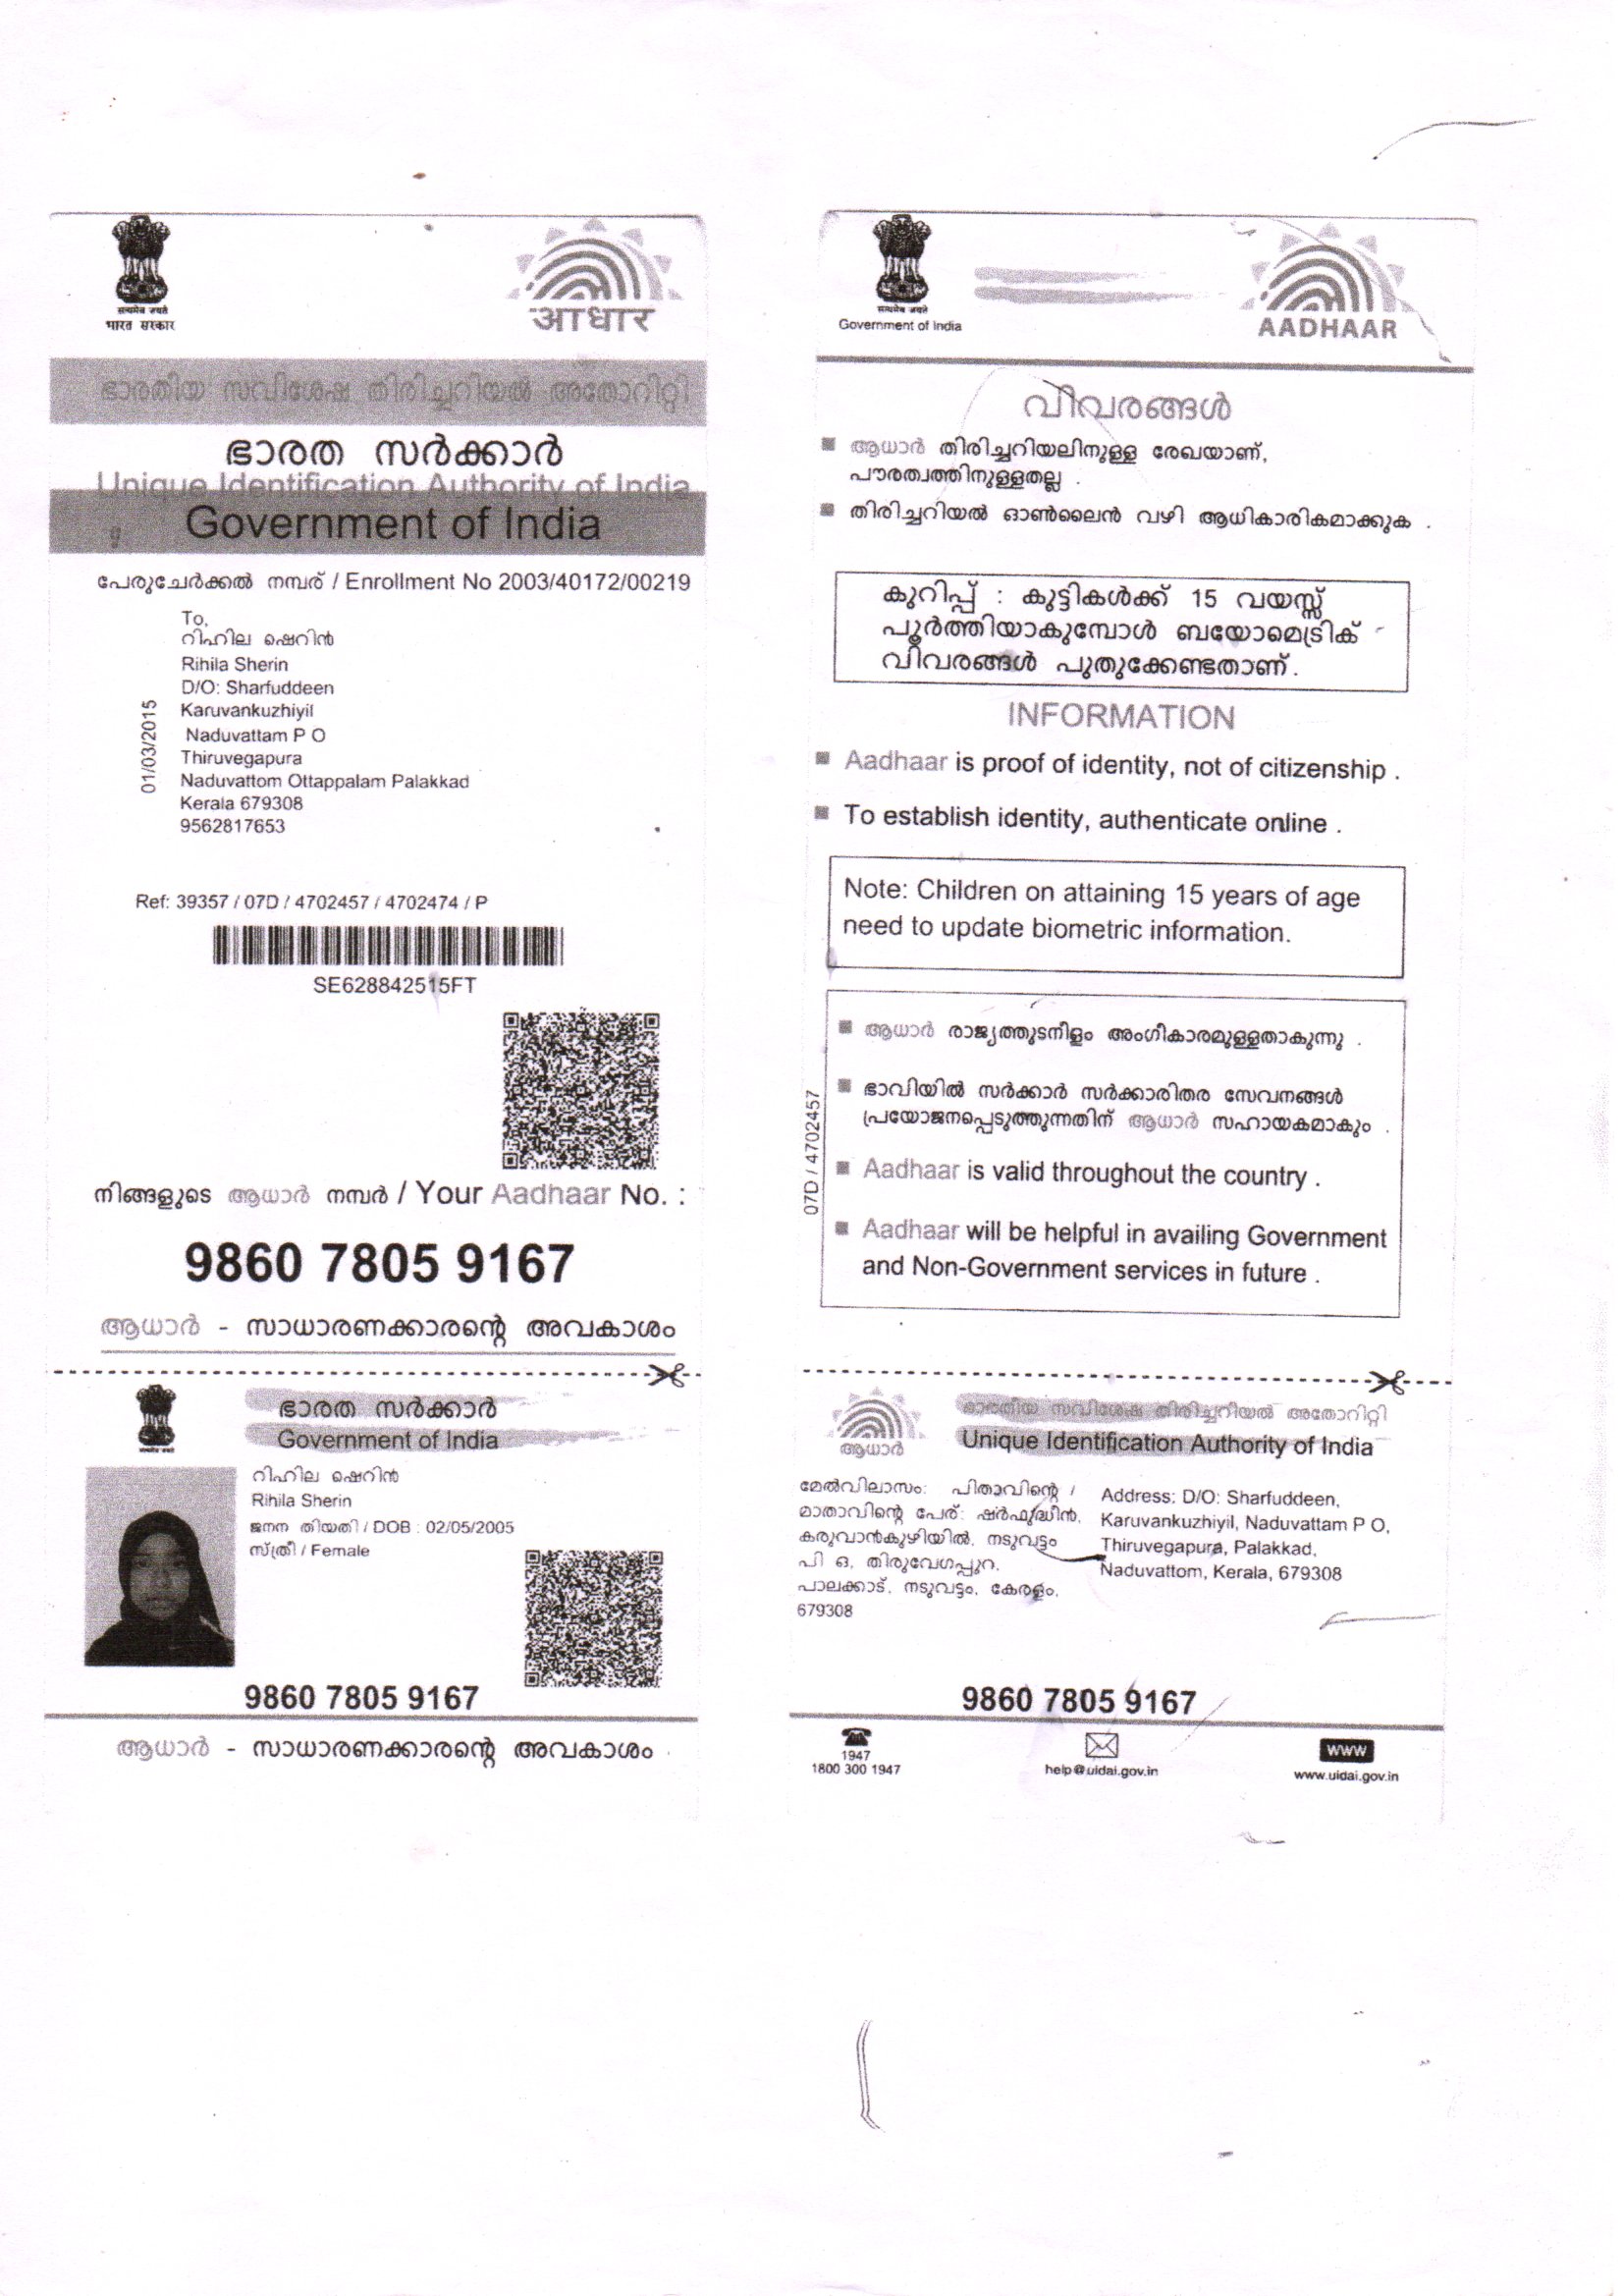 सत्यमेव जयते
भारत सरकार
आधार
ഭാരതീയ സവിശേഷ തിരിച്ചറിയൽ അതോറിറ്റി
ഭാരത സർക്കാർ
Unique Identification Authority of India
Government of India
പേരുചേർക്കൽ നമ്പര് / Enrollment No 2003/40172/00219
To,
റിഹില ഷെറിൻ
Rihila Sherin
D/O: Sharfuddeen
Karuvankuzhiyil
Naduvattam P O
Thiruvegapura
Naduvattom Ottappalam Palakkad
Kerala 679308
9562817653
01/03/2015
Ref: 39357 / 07D / 4702457 / 4702474 / P
SE628842515FT
നിങ്ങളുടെ ആധാർ നമ്പർ / Your Aadhaar No. :
9860 7805 9167
ആധാർ - സാധാരണക്കാരന്റെ അവകാശം
ഭാരത സർക്കാർ
Government of India
റിഹില ഷെറിൻ
Rihila Sherin
ജനന തിയതി / DOB : 02/05/2005
സ്ത്രീ / Female
9860 7805 9167
ആധാർ - സാധാരണക്കാരന്റെ അവകാശം
सत्यमेव जयते
Government of India
AADHAAR
വിവരങ്ങൾ
ആധാർ തിരിച്ചറിയലിനുള്ള രേഖയാണ്,
പൗരത്വത്തിനുള്ളതല്ല .
തിരിച്ചറിയൽ ഓൺലൈൻ വഴി ആധികാരികമാക്കുക .
കുറിപ്പ് : കുട്ടികൾക്ക് 15 വയസ്സ്
പൂർത്തിയാകുമ്പോൾ ബയോമെട്രിക്
വിവരങ്ങൾ പുതുക്കേണ്ടതാണ്.
INFORMATION
Aadhaar is proof of identity, not of citizenship .
To establish identity, authenticate online .
Note: Children on attaining 15 years of age
need to update biometric information.
ആധാർ രാജ്യത്തുടനീളം അംഗീകാരമുള്ളതാകുന്നു .
ഭാവിയിൽ സർക്കാർ സർക്കാരിതര സേവനങ്ങൾ
പ്രയോജനപ്പെടുത്തുന്നതിന് ആധാർ സഹായകമാകും .
Aadhaar is valid throughout the country .
Aadhaar will be helpful in availing Government
and Non-Government services in future .
07D / 4702457
ആധാർ
ഭാരതീയ സവിശേഷ തിരിച്ചറിയൽ അതോറിറ്റി
Unique Identification Authority of India
മേൽവിലാസം: പിതാവിന്റെ /
മാതാവിന്റെ പേര്: ഷർഫുദ്ധീൻ,
കരുവാൻകുഴിയിൽ, നടുവട്ടം
പി ഒ, തിരുവേഗപ്പുറ,
പാലക്കാട്, നടുവട്ടം, കേരളം,
679308
Address: D/O: Sharfuddeen,
Karuvankuzhiyil, Naduvattam P O,
Thiruvegapura, Palakkad,
Naduvattom, Kerala, 679308
9860 7805 9167
1947
1800 300 1947
help@uidai.gov.in
www
www.uidai.gov.in